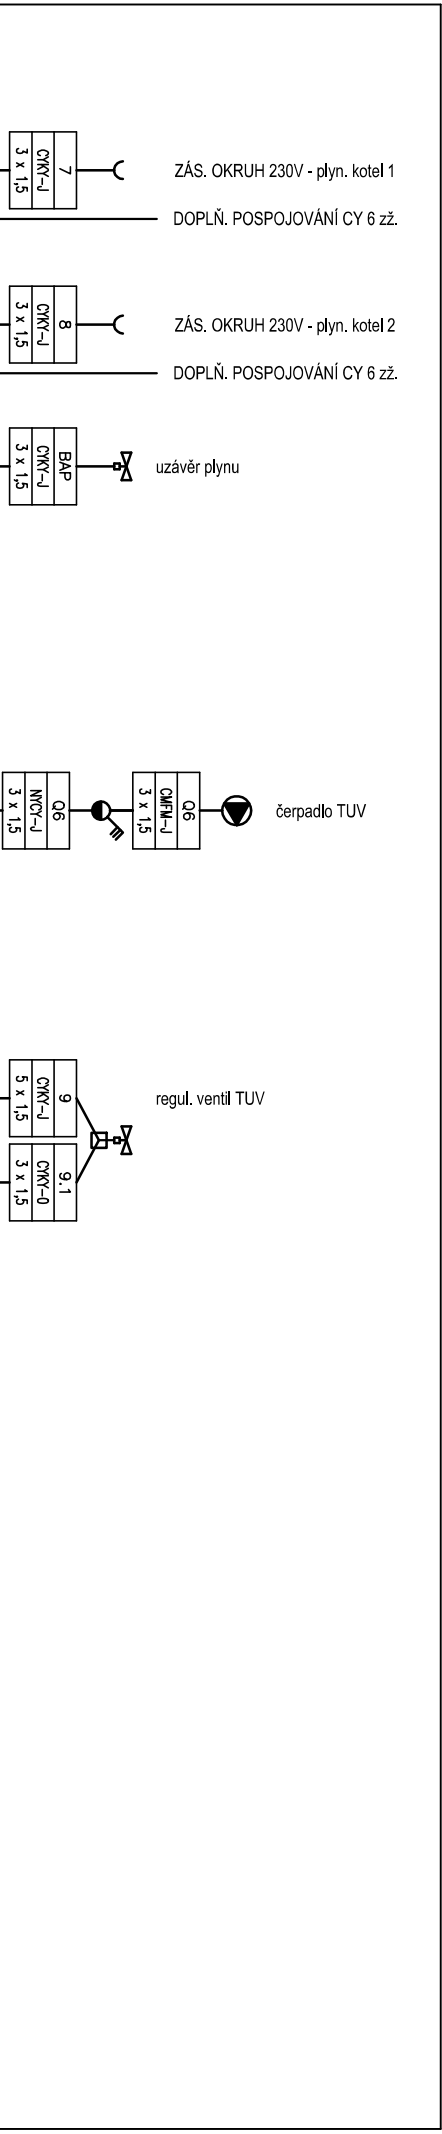 7
CYKY-J
3 x 1,5
ZÁS. OKRUH 230V - plyn. kotel 1
DOPLŇ. POSPOJOVÁNÍ CY 6 zž.
8
CYKY-J
3 x 1,5
ZÁS. OKRUH 230V - plyn. kotel 2
DOPLŇ. POSPOJOVÁNÍ CY 6 zž.
BAP
CYKY-J
3 x 1,5
uzávěr plynu
Q6
NYCY-J
3 x 1,5
Q6
CMFM-J
3 x 1,5
čerpadlo TUV
9
CYKY-J
5 x 1,5
regul. ventil TUV
9.1
CYKY-O
3 x 1,5